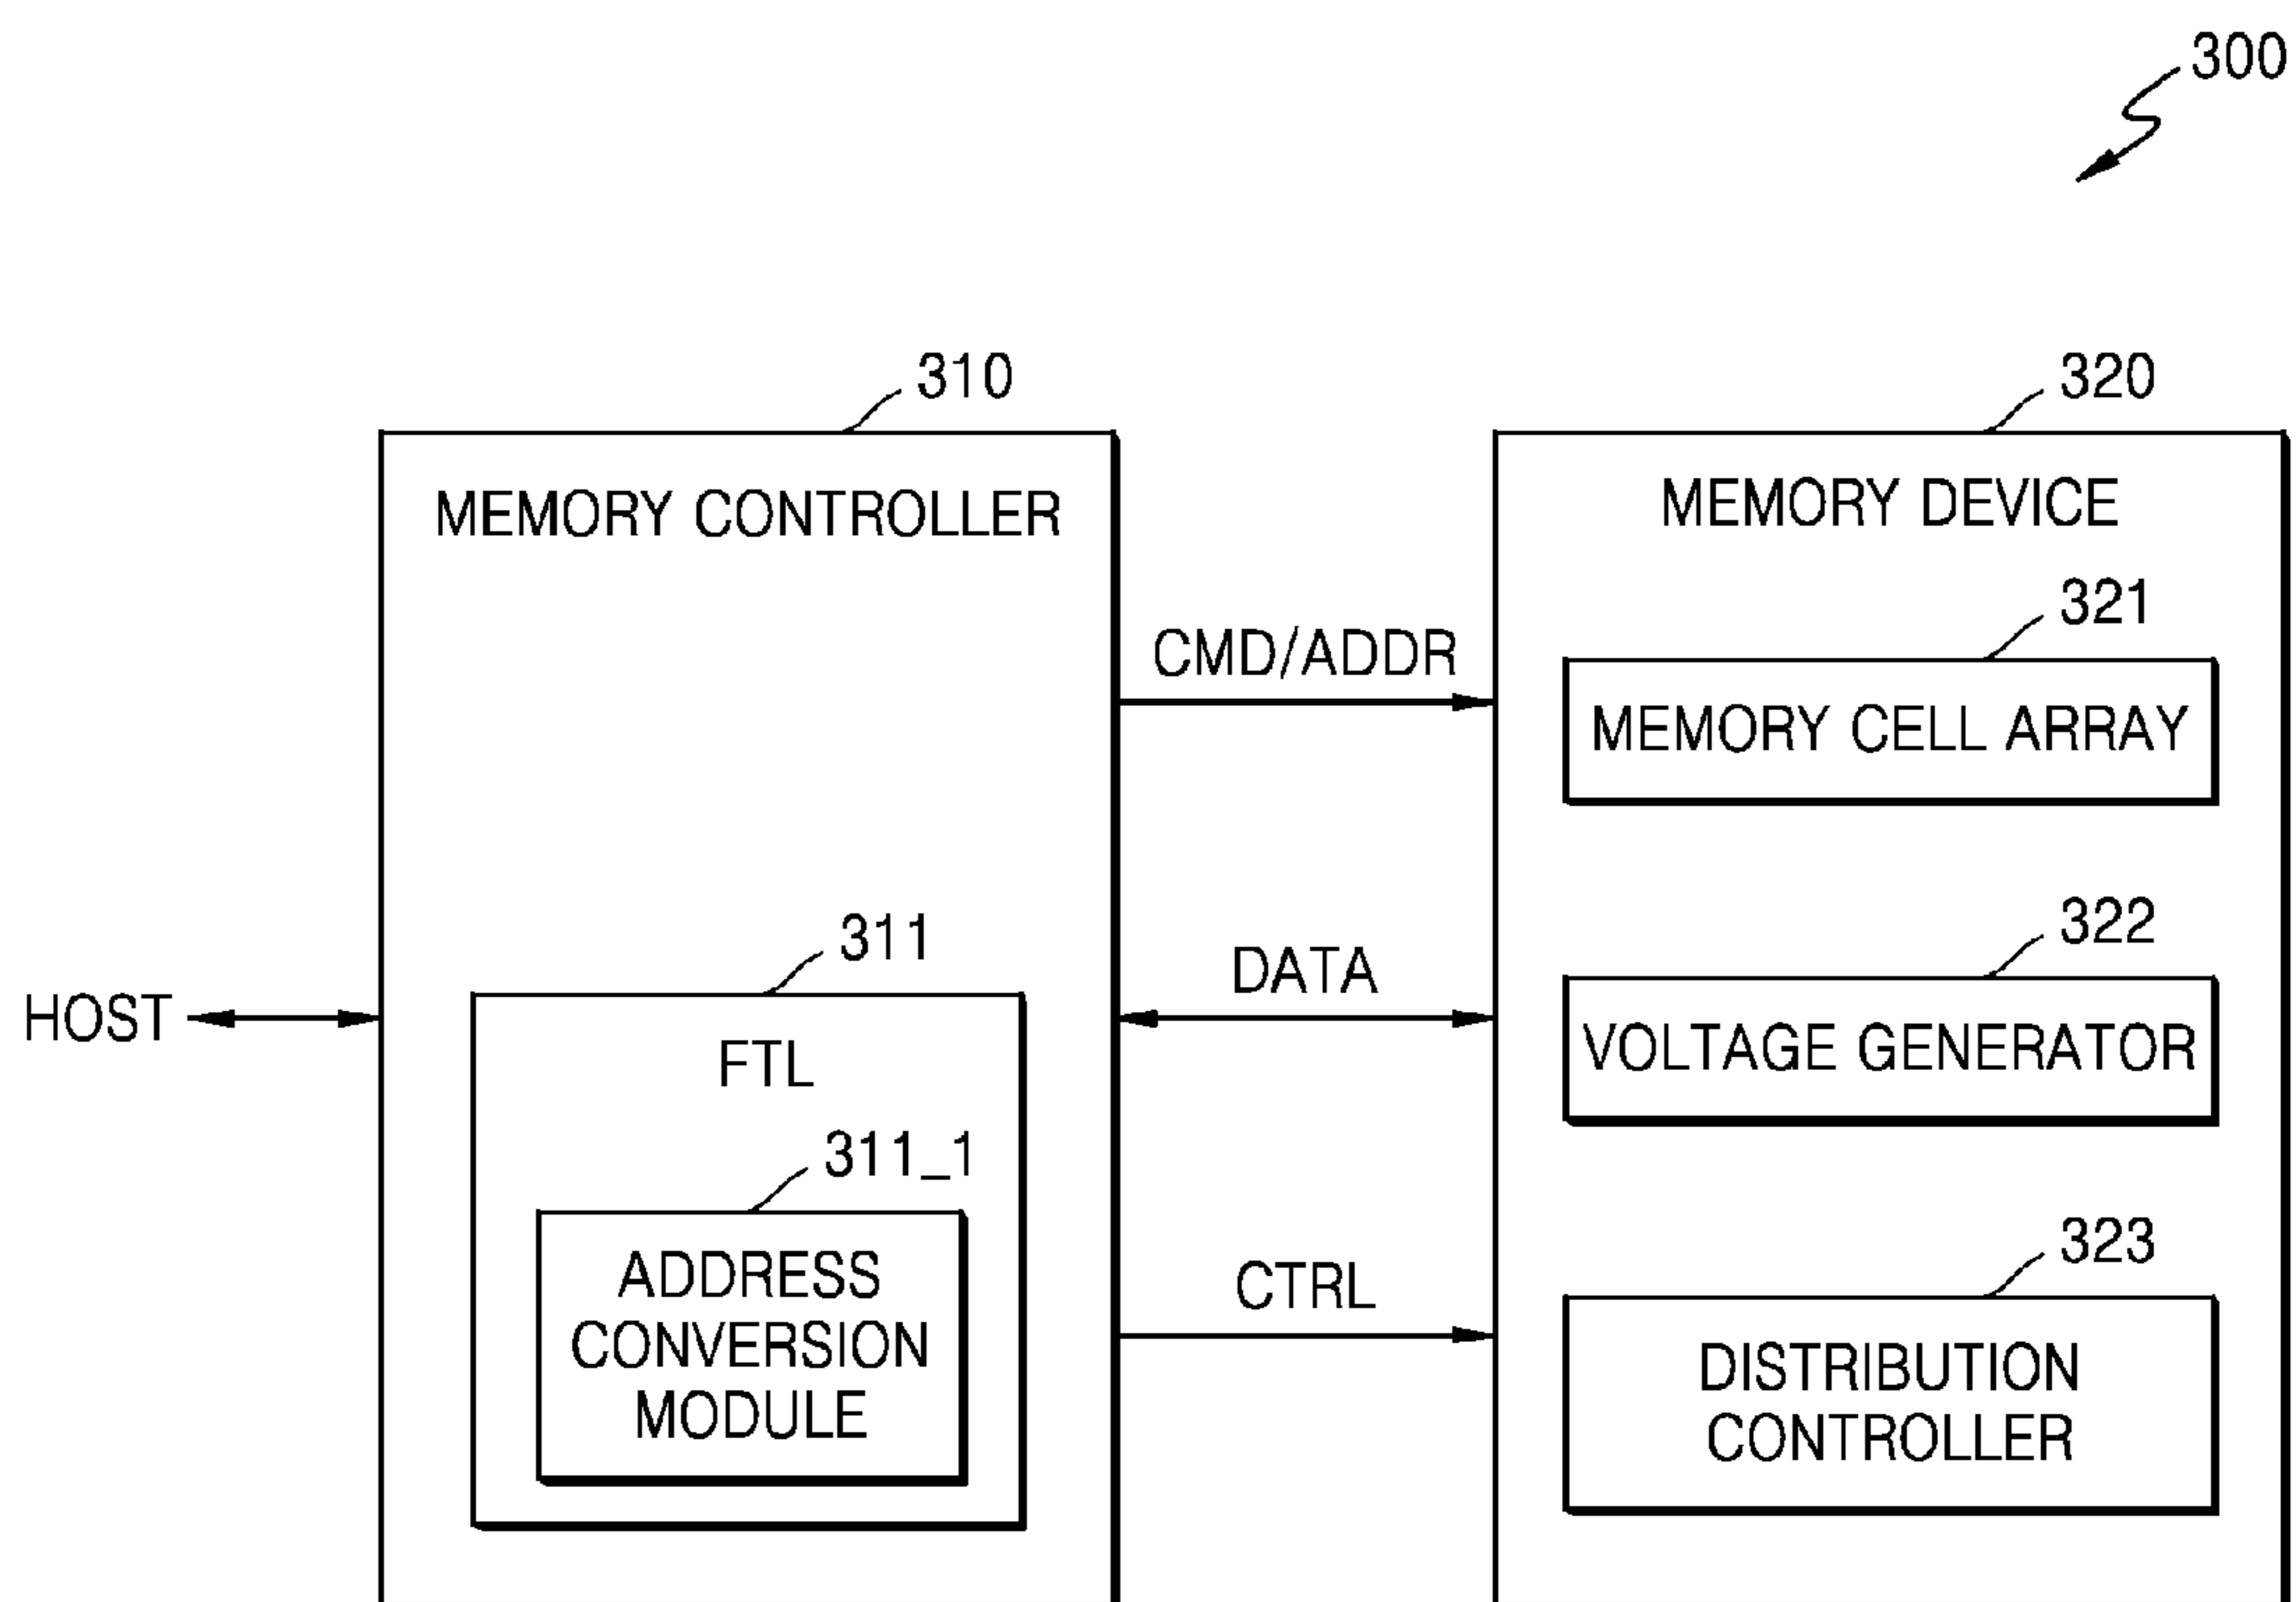 300
310
MEMORY CONTROLLER
320
MEMORY DEVICE
CMD/ADDR
321
MEMORY CELL ARRAY
HOST
311
FTL
311_1
ADDRESS
CONVERSION
MODULE
DATA
322
VOLTAGE GENERATOR
CTRL
323
DISTRIBUTION
CONTROLLER